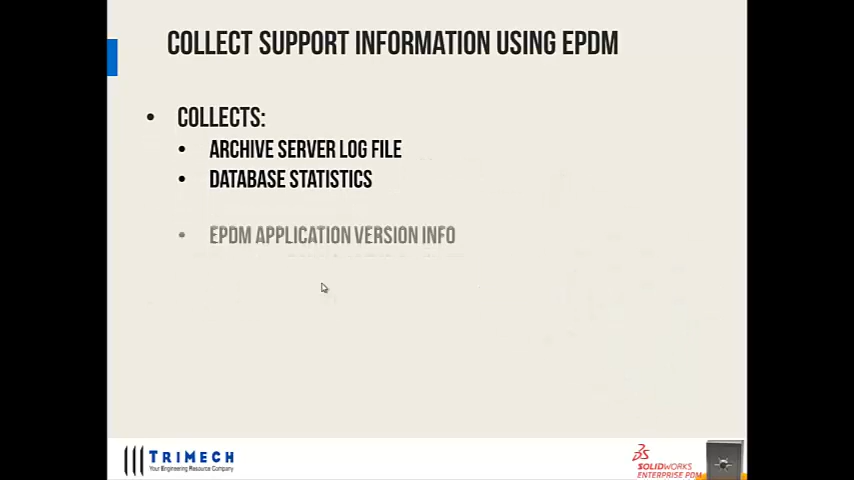 COLLECT SUPPORT INFORMATION USING EPDM
• COLLECTS:
• ARCHIVE SERVER LOG FILE
• DATABASE STATISTICS
• EPDM APPLICATION VERSION INFO
TRIMECH
Your Engineering Resource Company
SOLIDWORKS
ENTERPRISE PDM